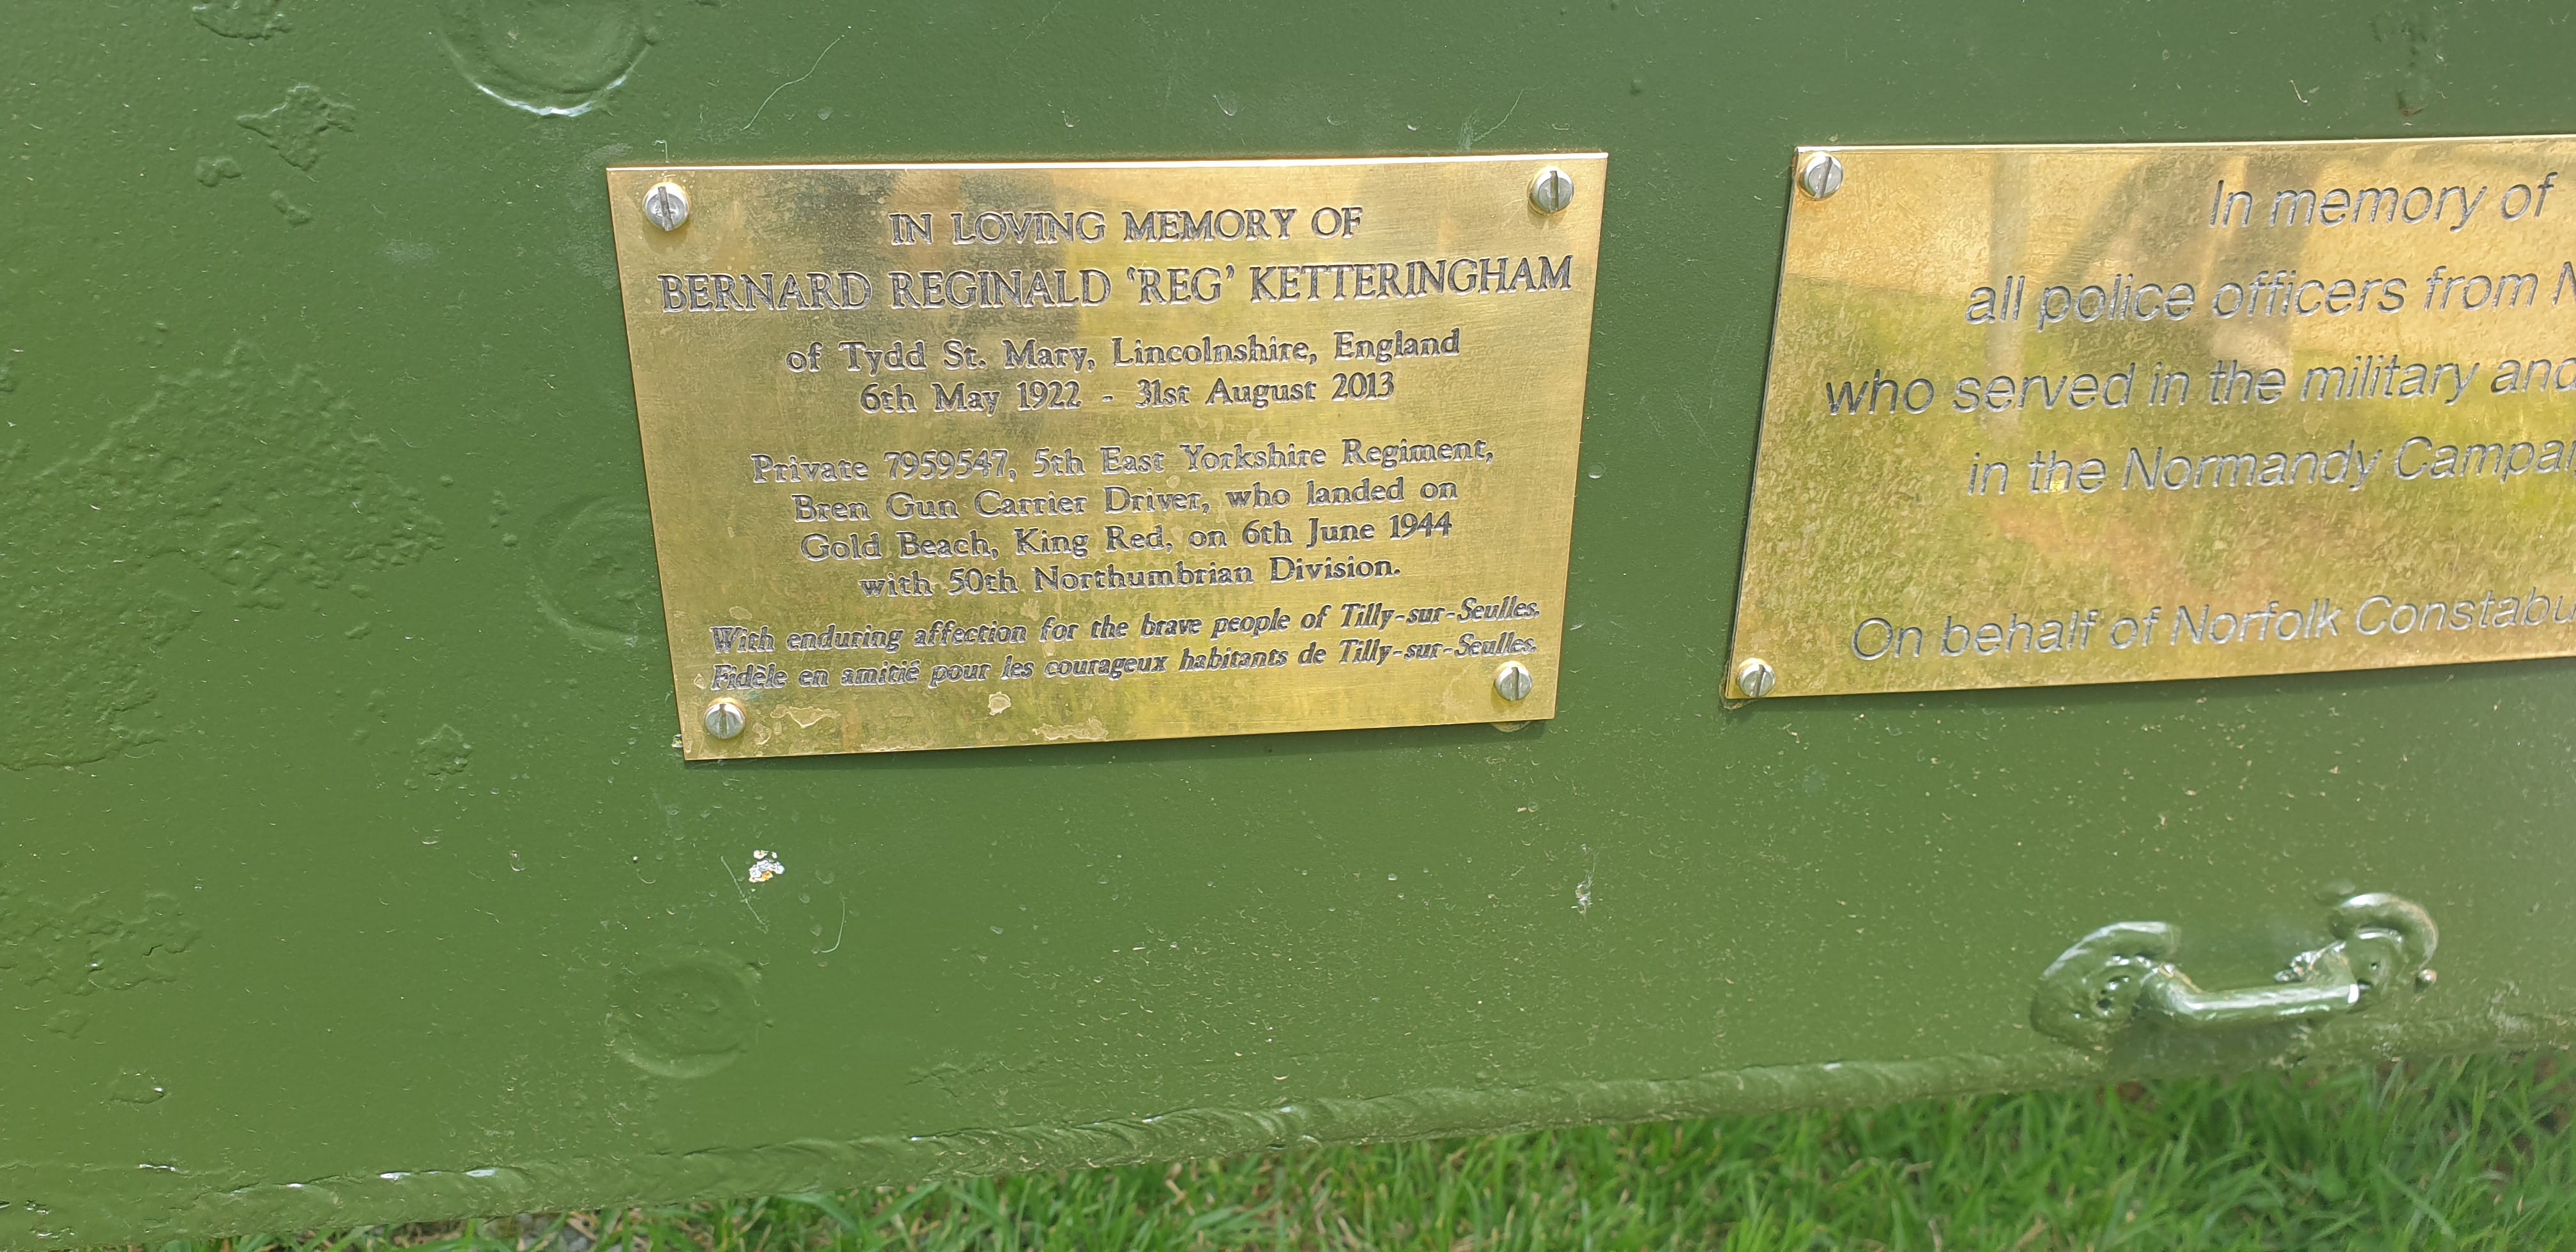 IN LOVING MEMORY OF
BERNARD REGINALD ‘REG’ KETTERINGHAM
of Tydd St. Mary, Lincolnshire, England
6th May 1922 - 31st August 2013
Private 7959547, 5th East Yorkshire Regiment,
Bren Gun Carrier Driver, who landed on
Gold Beach, King Red, on 6th June 1944
with 50th Northumbrian Division.
With enduring affection for the brave people of Tilly-sur-Seulles.
Fidèle en amitié pour les courageux habitants de Tilly-sur-Seulles.
In memory of
all police officers from
who served in the military and
in the Normandy
On behalf of Norfolk